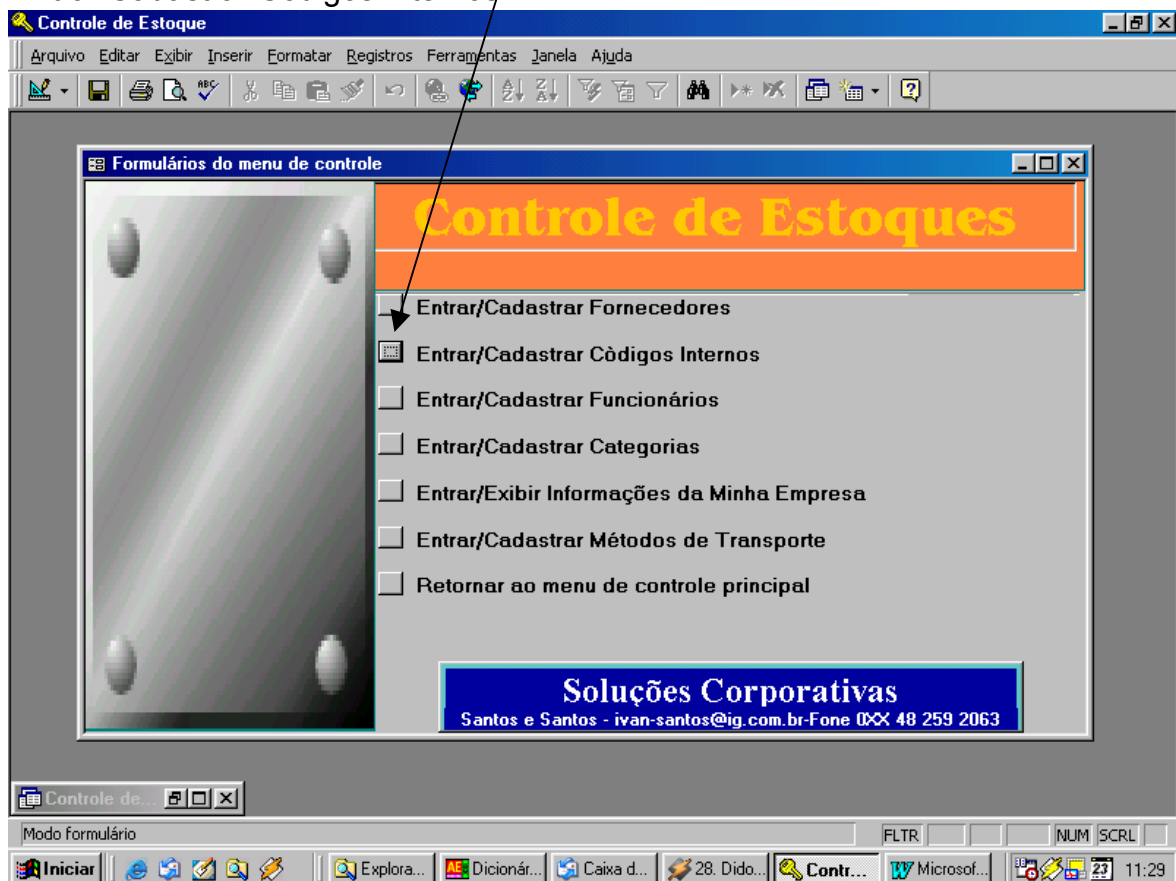 Controle de Estoque
Arquivo Editar Exibir Inserir Formatar Registros Ferramentas Janela Ajuda
ABC
Formulários do menu de controle
Controle de Estoques
Entrar/Cadastrar Fornecedores
Entrar/Cadastrar Còdigos Internos
Entrar/Cadastrar Funcionários
Entrar/Cadastrar Categorias
Entrar/Exibir Informações da Minha Empresa
Entrar/Cadastrar Métodos de Transporte
Retornar ao menu de controle principal
Soluções Corporativas
Santos e Santos - ivan-santos@ig.com.br-Fone 0XX 48 259 2063
Controle de...
Modo formulário FLTR NUM SCRL
Iniciar Explora... Dicionár... Caixa d... 28. Dido... Contr... Microsof... 23 11:29